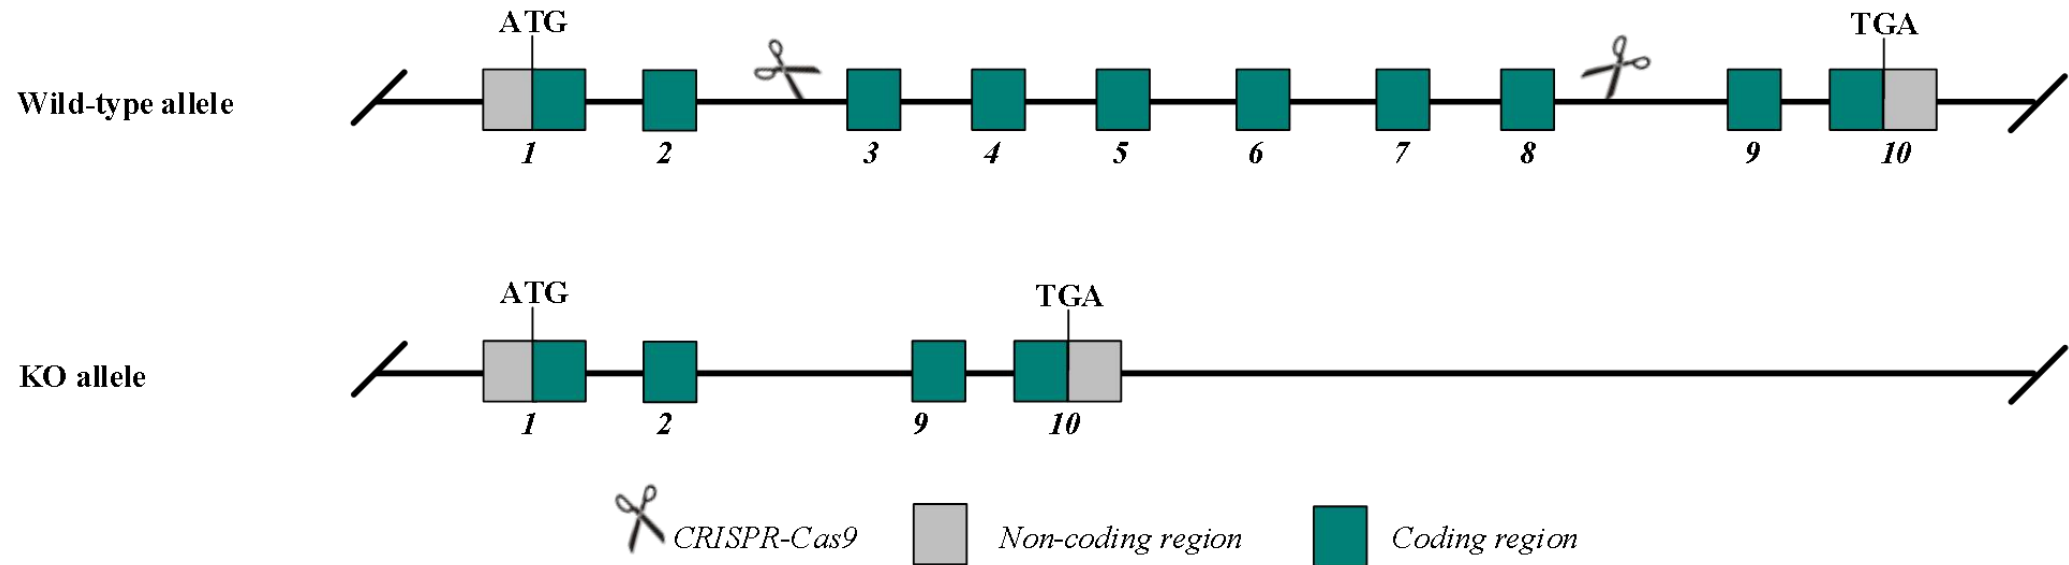 ATG TGA
Wild-type allele
1 2 3 4 5 6 7 8 9 10
ATG TGA
KO allele
1 2 9 10
CRISPR-Cas9 Non-coding region Coding region